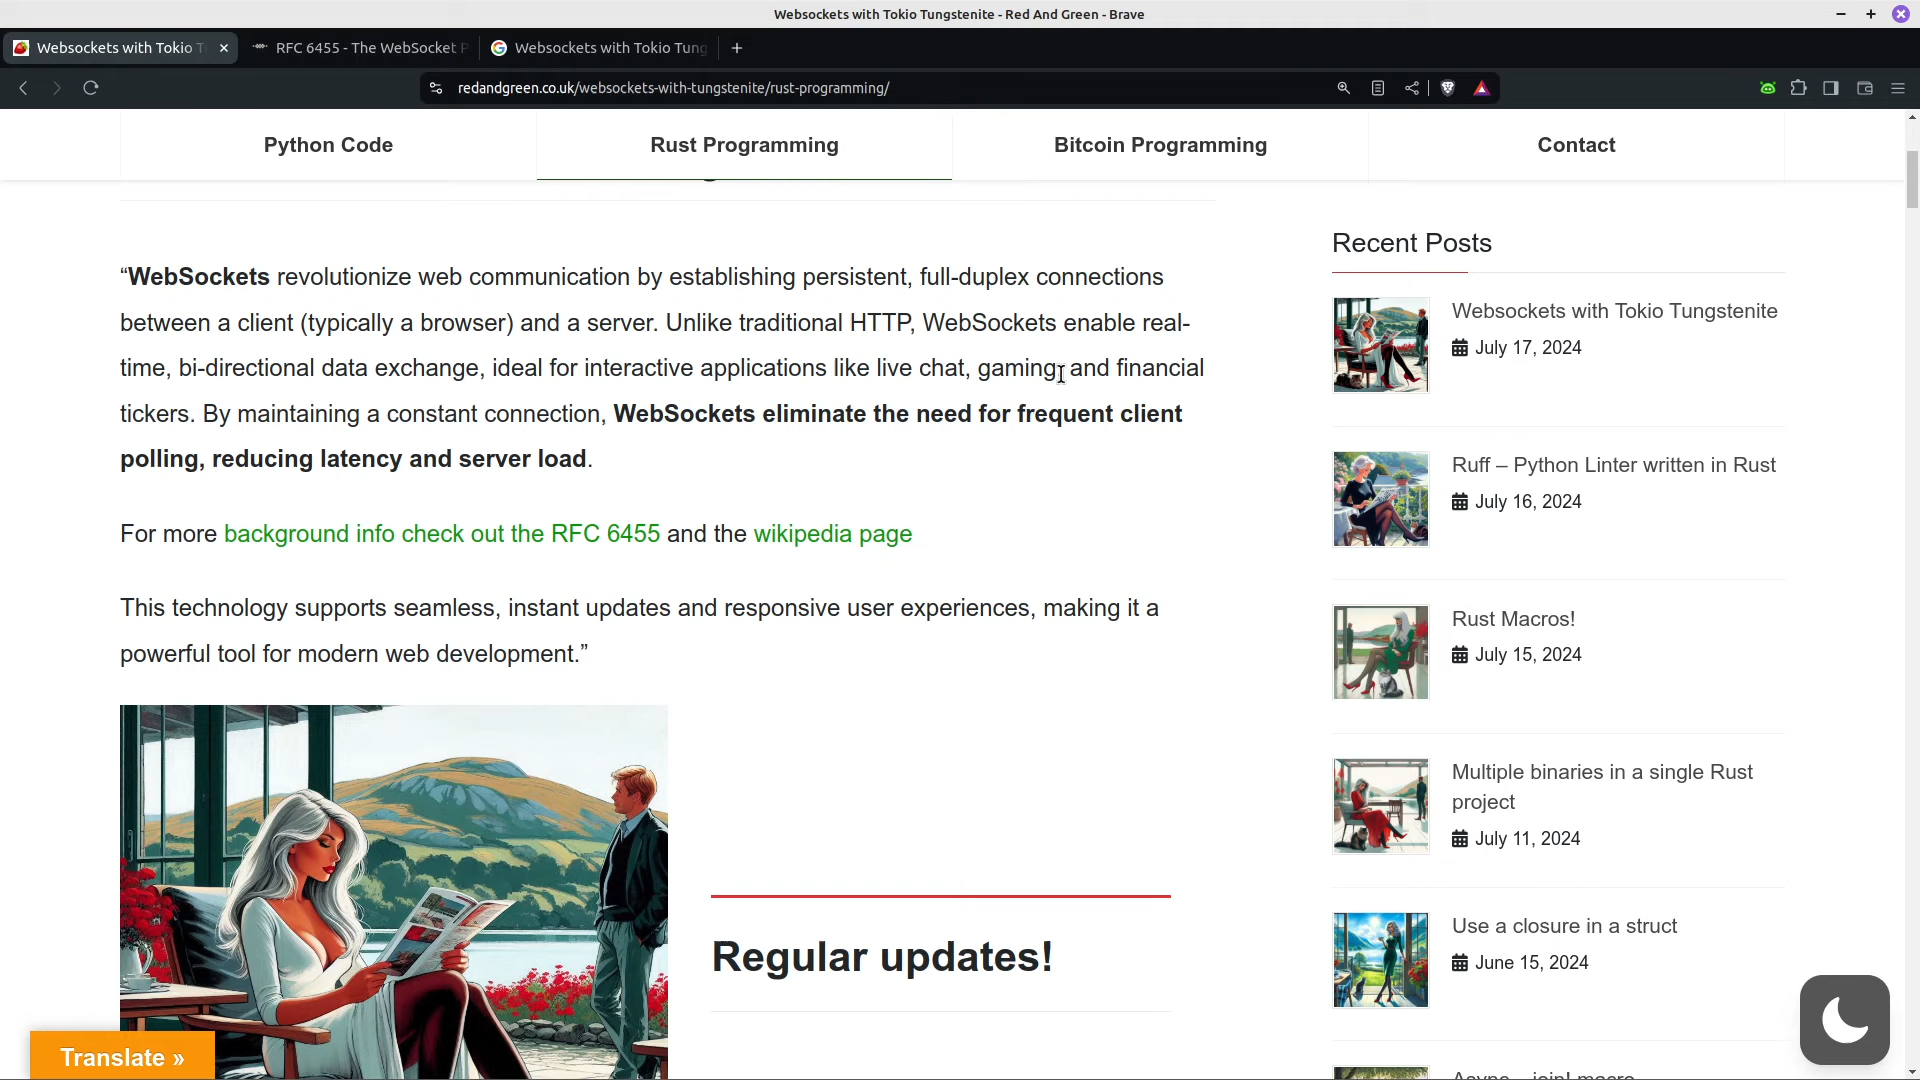 Websockets with Tokio Tungstenite - Red And Green - Brave
Websockets with Tokio T
RFC 6455 - The WebSocket P
Websockets with Tokio Tung
redandgreen.co.uk/websockets-with-tungstenite/rust-programming/
Python Code
Rust Programming
Bitcoin Programming
Contact
“WebSockets revolutionize web communication by establishing persistent, full-duplex connections
between a client (typically a browser) and a server. Unlike traditional HTTP, WebSockets enable real-
time, bi-directional data exchange, ideal for interactive applications like live chat, gaming, and financial
tickers. By maintaining a constant connection, WebSockets eliminate the need for frequent client
polling, reducing latency and server load.
For more background info check out the RFC 6455 and the wikipedia page
This technology supports seamless, instant updates and responsive user experiences, making it a
powerful tool for modern web development.”
Regular updates!
Translate »
Recent Posts
Websockets with Tokio Tungstenite
July 17, 2024
Ruff – Python Linter written in Rust
July 16, 2024
Rust Macros!
July 15, 2024
Multiple binaries in a single Rust
project
July 11, 2024
Use a closure in a struct
June 15, 2024